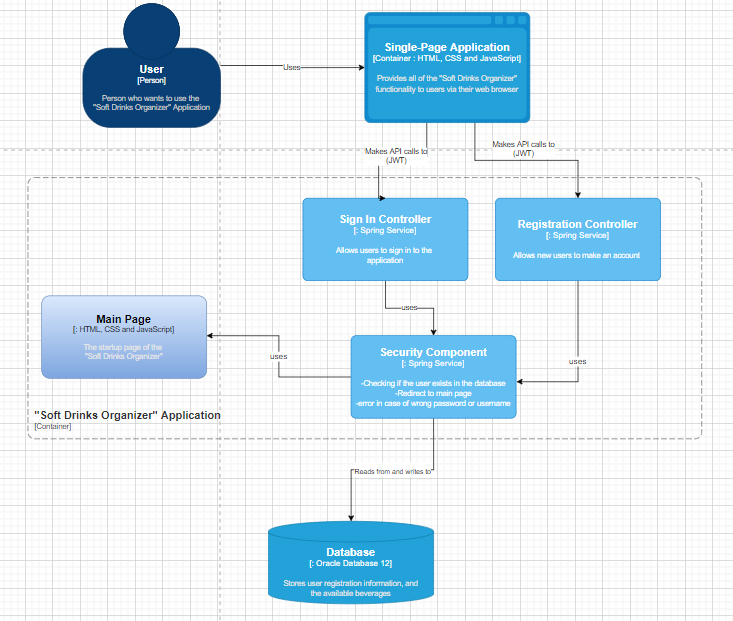 User
[Person]
Person who wants to use the
"Soft Drinks Organizer" Application
Uses
Single-Page Application
[Container : HTML, CSS and JavaScript]
Provides all of the "Soft Drinks Organizer"
functionality to users via their web browser
Makes API calls to
(JWT)
Makes API calls to
(JWT)
Sign In Controller
[: Spring Service]
Allows users to sign in to the
application
Registration Controller
[: Spring Service]
Allows new users to make an account
uses
uses
Main Page
[: HTML, CSS and JavaScript]
The startup page of the
"Soft Drinks Organizer"
uses
Security Component
[: Spring Service]
-Checking if the user exists in the database
-Redirect to main page
-error in case of wrong password or username
"Soft Drinks Organizer" Application
[Container]
Reads from and writes to
Database
[: Oracle Database 12]
Stores user registration information, and
the available beverages